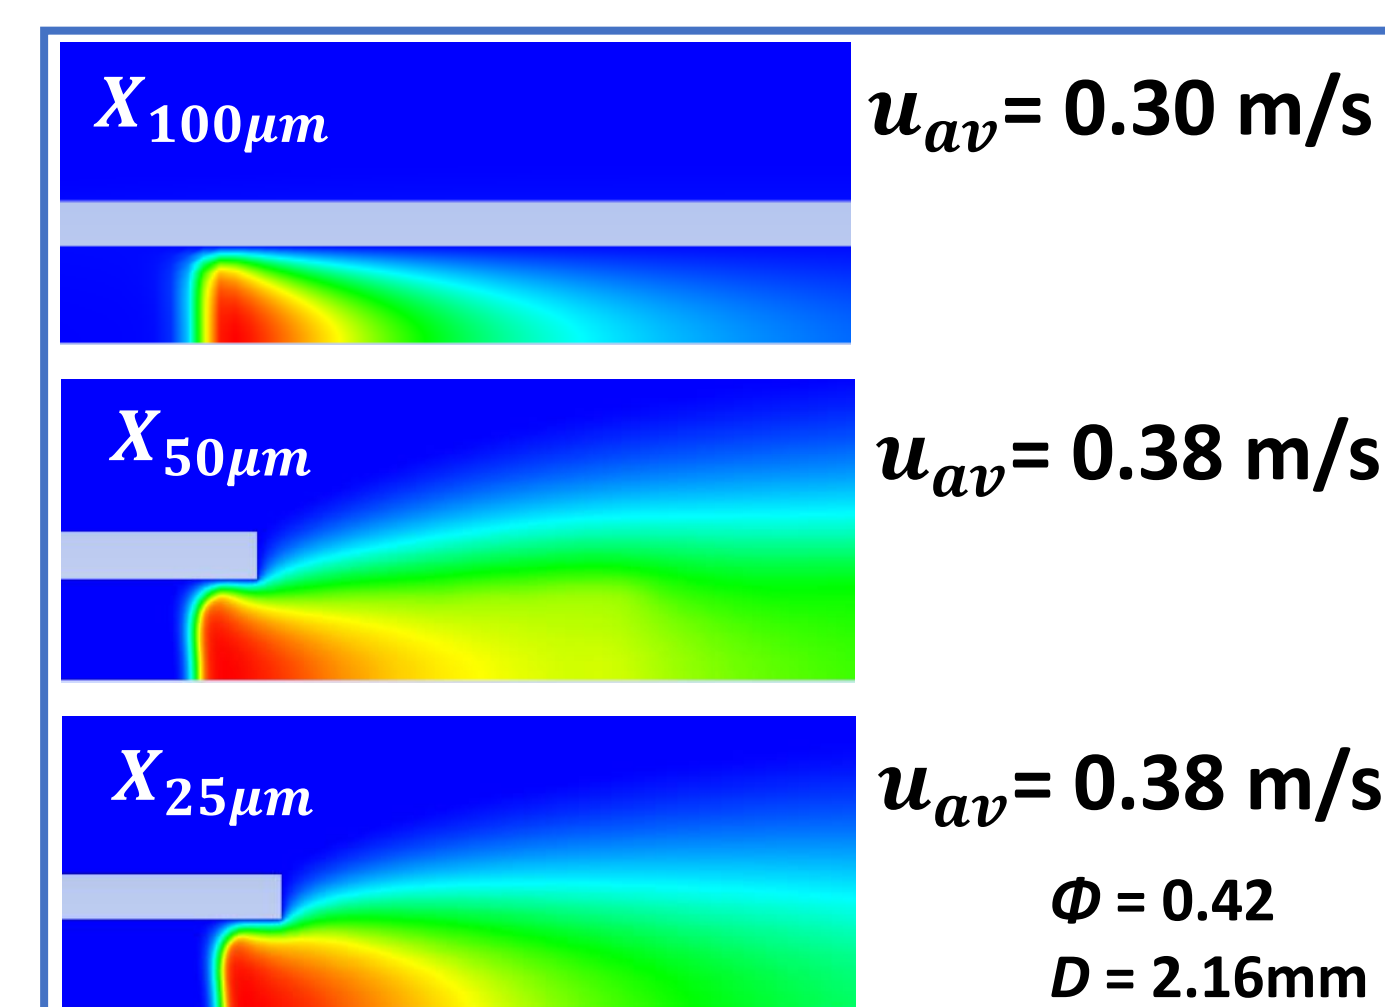 X100μm
uav= 0.30 m/s
X50μm
uav= 0.38 m/s
X25μm
uav= 0.38 m/s
Φ = 0.42
D = 2.16mm